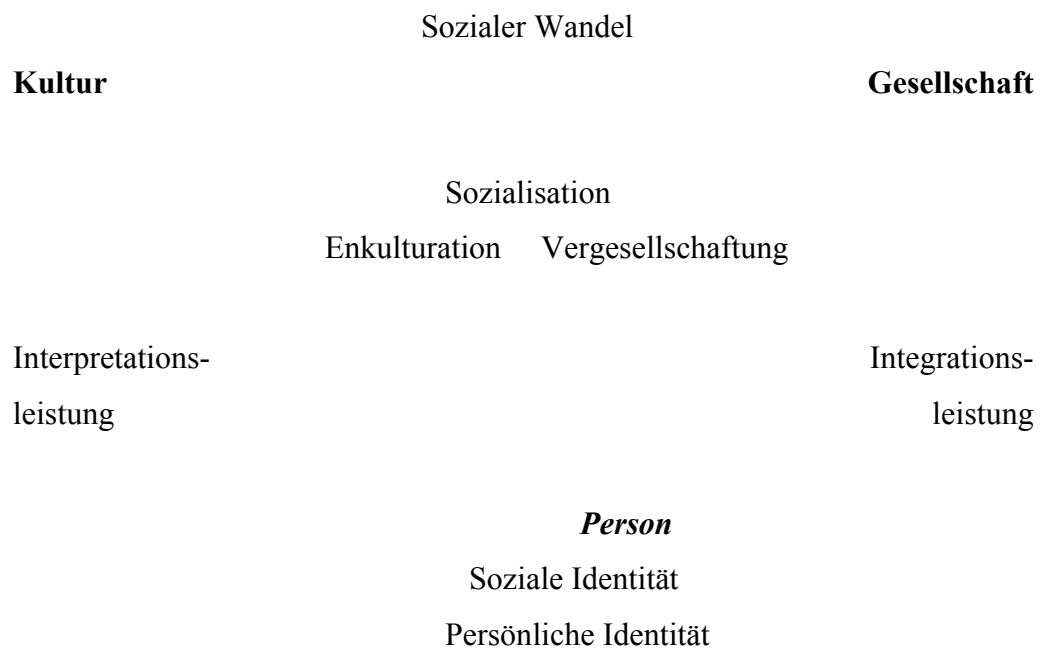 Sozialer Wandel
Kultur Gesellschaft
Sozialisation
Enkulturation Vergesellschaftung
Interpretations- Integrations-
leistung leistung
Person
Soziale Identität
Persönliche Identität